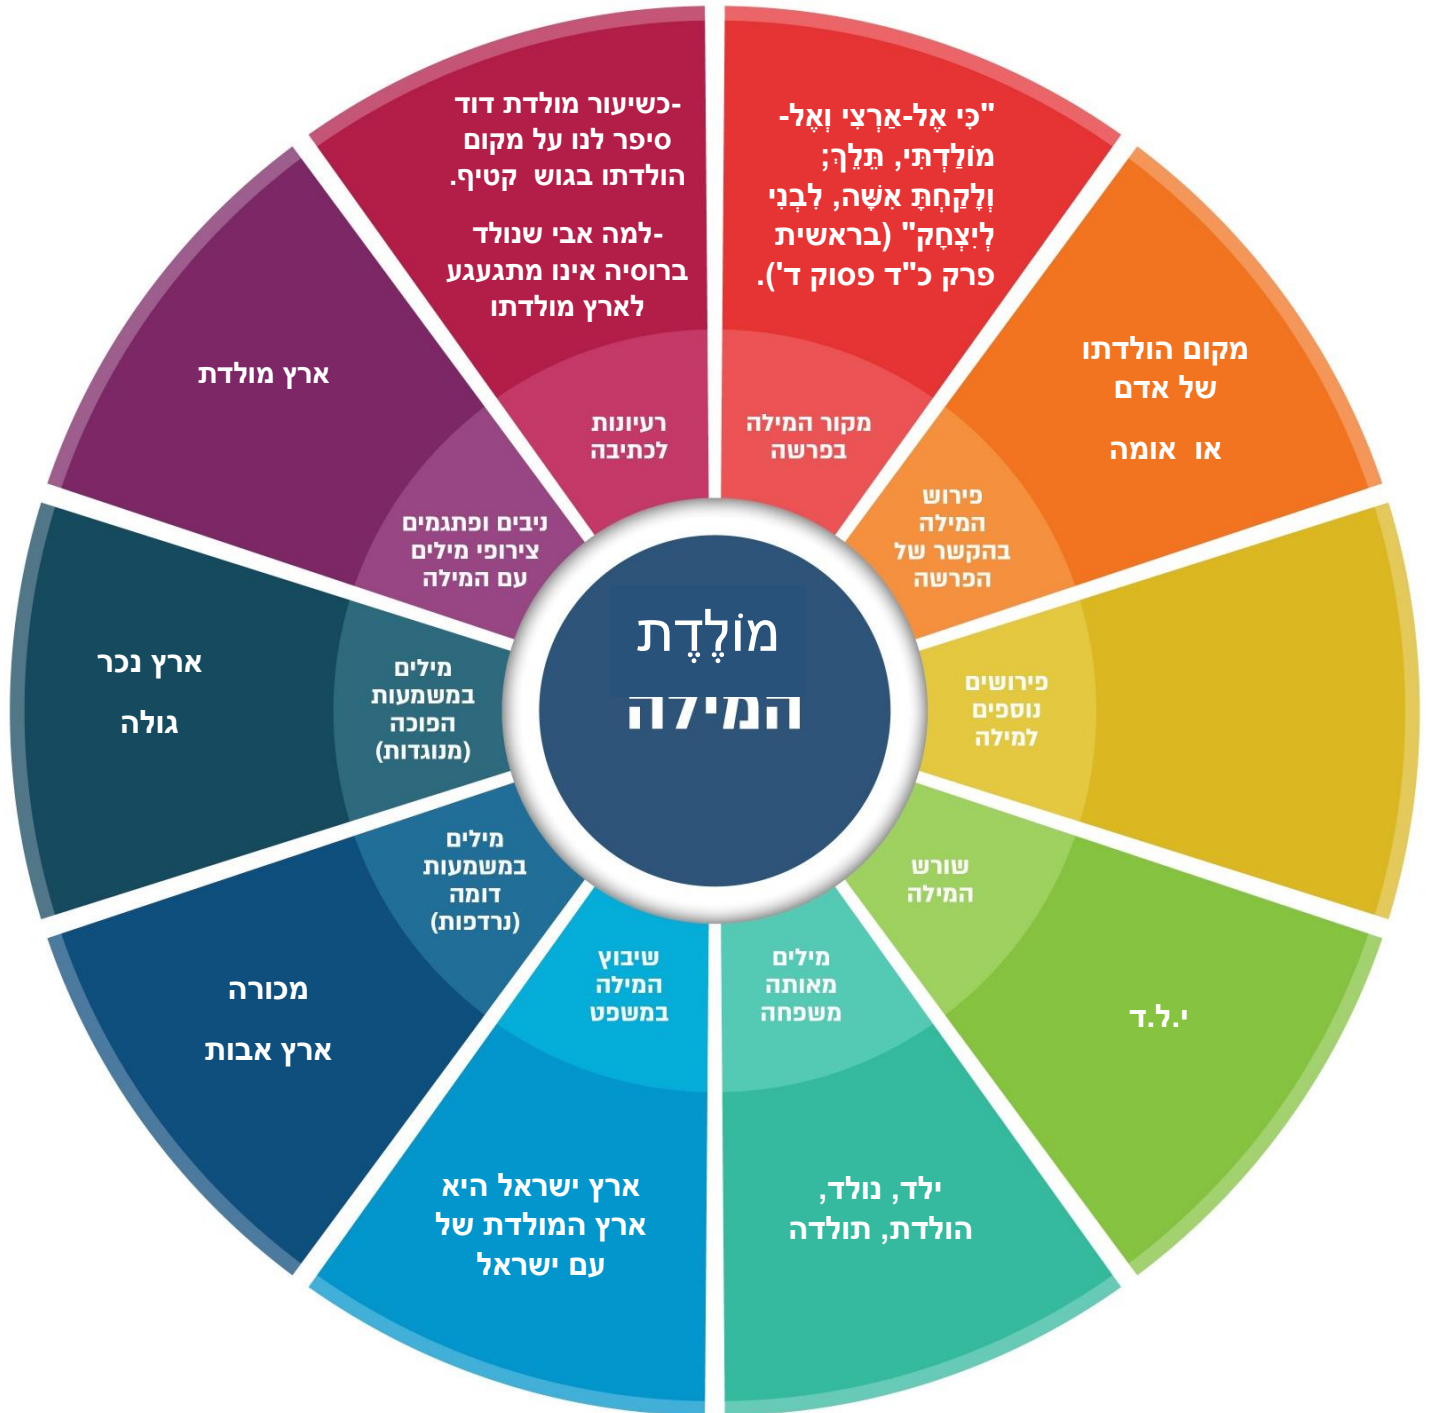 מוֹלֶדֶת
המילה
"כִּי אֶל-אַרְצִי וְאֶל-
מוֹלַדְתִּי, תֵּלֵךְ;
וְלָקַחְתָּ אִשָּׁה, לִבְנִי
לְיִצְחָק" (בראשית
פרק כ"ד פסוק ד').
מקור המילה
בפרשה
מקום הולדתו
של אדם
או אומה
פירוש
המילה
בהקשר של
הפרשה
פירושים
נוספים
למילה
י.ל.ד
שורש
המילה
ילד, נולד,
הולדת, תולדה
מילים
מאותה
משפחה
ארץ ישראל היא
ארץ המולדת של
עם ישראל
שיבוץ
המילה
במשפט
מכורה
ארץ אבות
מילים
במשמעות
דומה
(נרדפות)
ארץ נכר
גולה
מילים
במשמעות
הפוכה
(מנוגדות)
ארץ מולדת
ניבים ופתגמים
צירופי מילים
עם המילה
-כשיעור מולדת דוד
סיפר לנו על מקום
הולדתו בגוש קטיף.
-למה אבי שנולד
ברוסיה אינו מתגעגע
לארץ מולדתו
רעיונות
לכתיבה